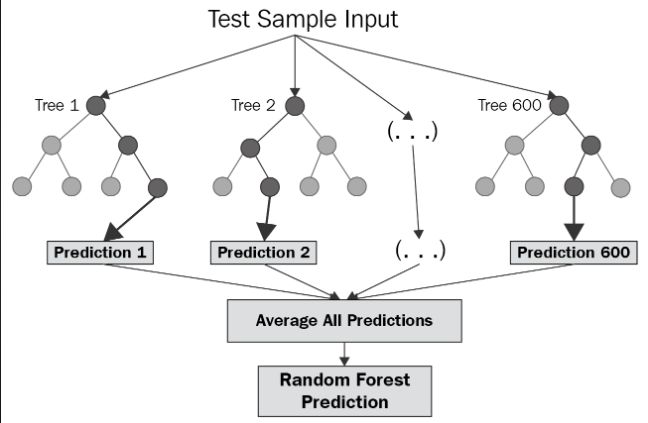 Test Sample Input
Tree 1
Tree 2
(. . .)
Tree 600
Prediction 1
Prediction 2
(. . .)
Prediction 600
Average All Predictions
Random Forest
Prediction